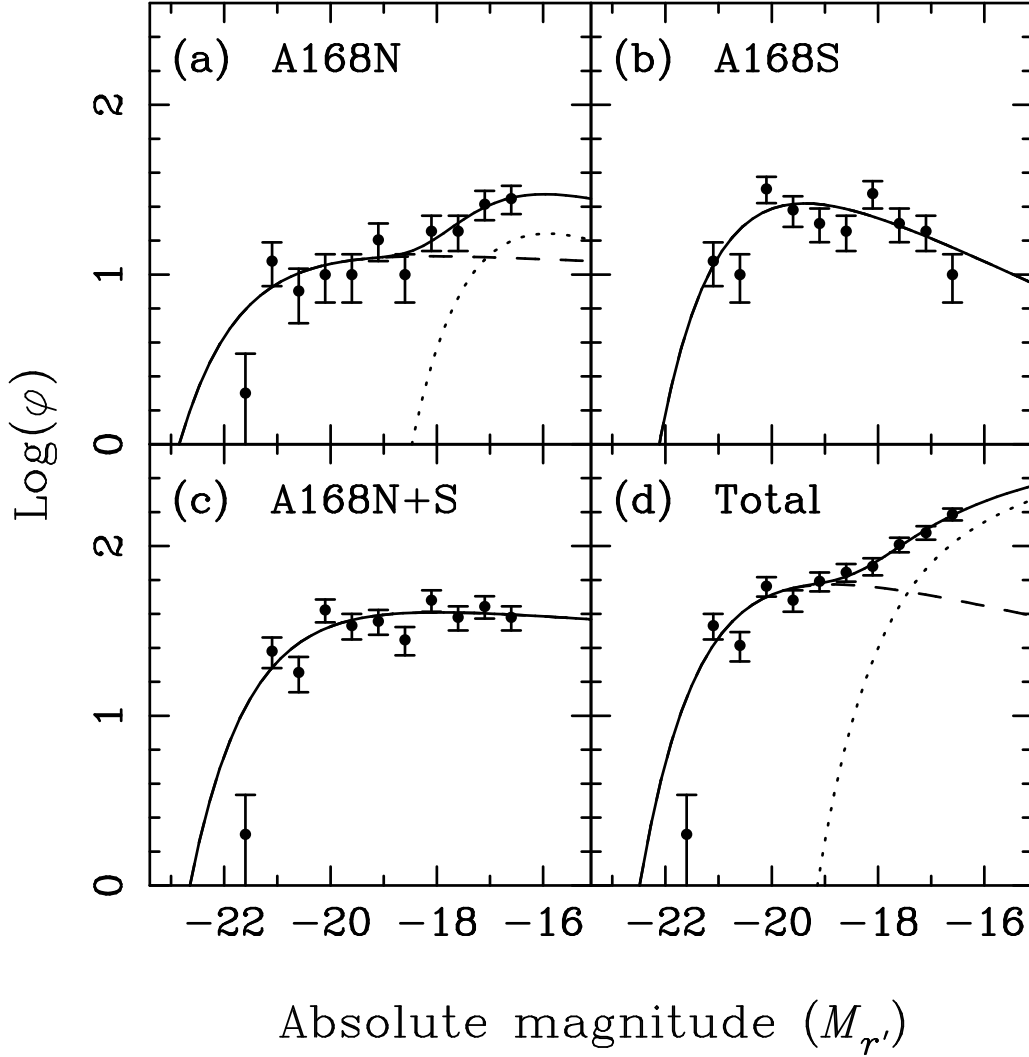 (a) A168N
(b) A168S
2
1
0
Log(φ)
(c) A168N+S
(d) Total
2
1
0
−22 −20 −18 −16
−22 −20 −18 −16
Absolute magnitude (M_r′)